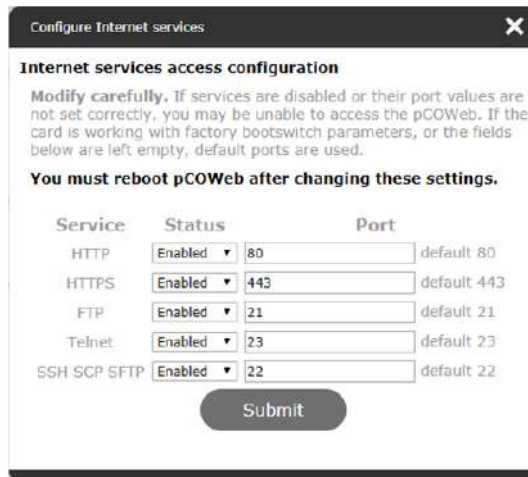 Configure Internet services
Internet services access configuration
Modify carefully. If services are disabled or their port values are
not set correctly, you may be unable to access the pCOWeb. If the
card is working with factory bootswitch parameters, or the fields
below are left empty, default ports are used.
You must reboot pCOWeb after changing these settings.
Service Status Port
HTTP Enabled 80 default 80
HTTPS Enabled 443 default 443
FTP Enabled 21 default 21
Telnet Enabled 23 default 23
SSH SCP SFTP Enabled 22 default 22
Submit